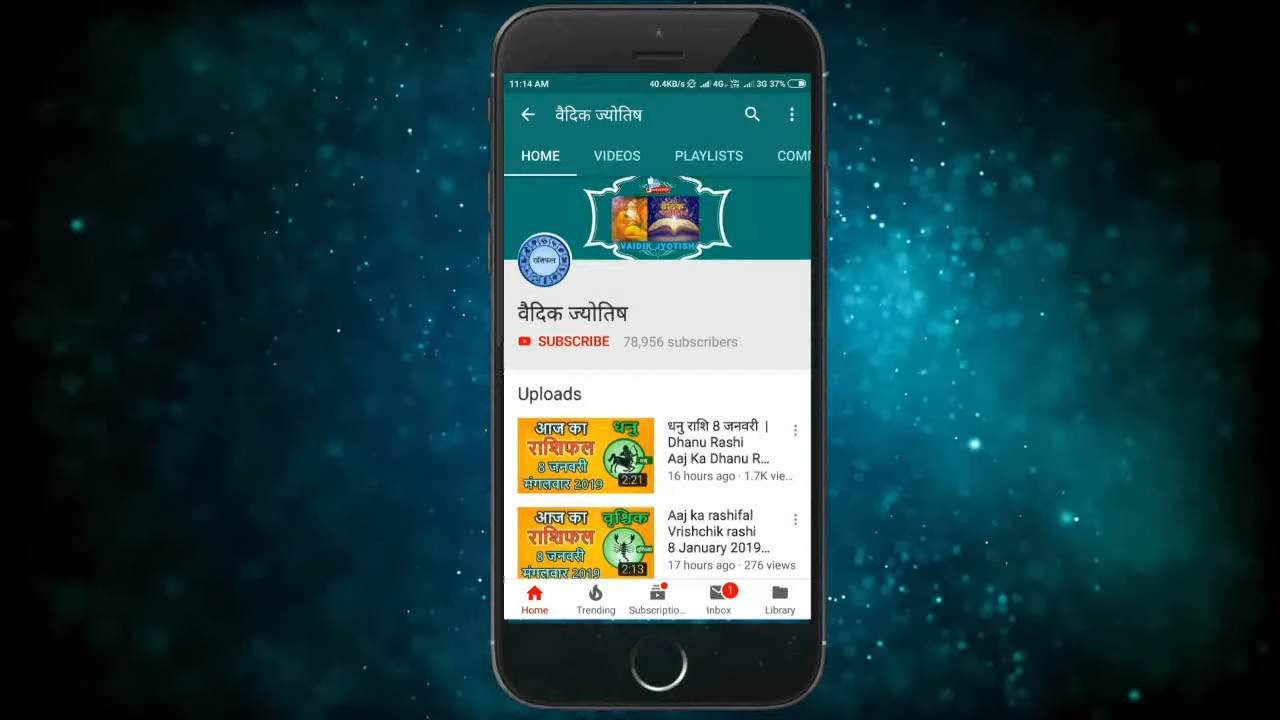 11:14 AM
40.4KB/s 4G 3G 37%
वैदिक ज्योतिष
HOME VIDEOS PLAYLISTS COMM
वैदिक
VAIDIK JYOTISH
राशिफल
वैदिक ज्योतिष
SUBSCRIBE 78,956 subscribers
Uploads
आज का धनु
राशिफल
8 जनवरी
मंगलवार 2019
2:21
धनु राशि 8 जनवरी |
Dhanu Rashi
Aaj Ka Dhanu R...
16 hours ago · 1.7K vie...
आज का वृश्चिक
राशिफल
8 जनवरी
मंगलवार 2019
2:13
Aaj ka rashifal
Vrishchik rashi
8 January 2019...
17 hours ago · 276 views
1
Home Trending Subscriptio... Inbox Library